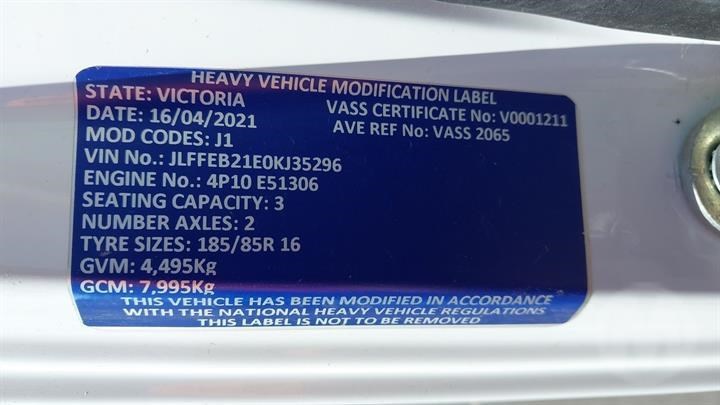 HEAVY VEHICLE MODIFICATION LABEL
STATE: VICTORIA
VASS CERTIFICATE No: V0001211
DATE: 16/04/2021
AVE REF No: VASS 2065
MOD CODES: J1
VIN No.: JLFFEB21E0KJ35296
ENGINE No.: 4P10 E51306
SEATING CAPACITY: 3
NUMBER AXLES: 2
TYRE SIZES: 185/85R 16
GVM: 4,495Kg
GCM: 7,995Kg
THIS VEHICLE HAS BEEN MODIFIED IN ACCORDANCE
WITH THE NATIONAL HEAVY VEHICLE REGULATIONS
THIS LABEL IS NOT TO BE REMOVED